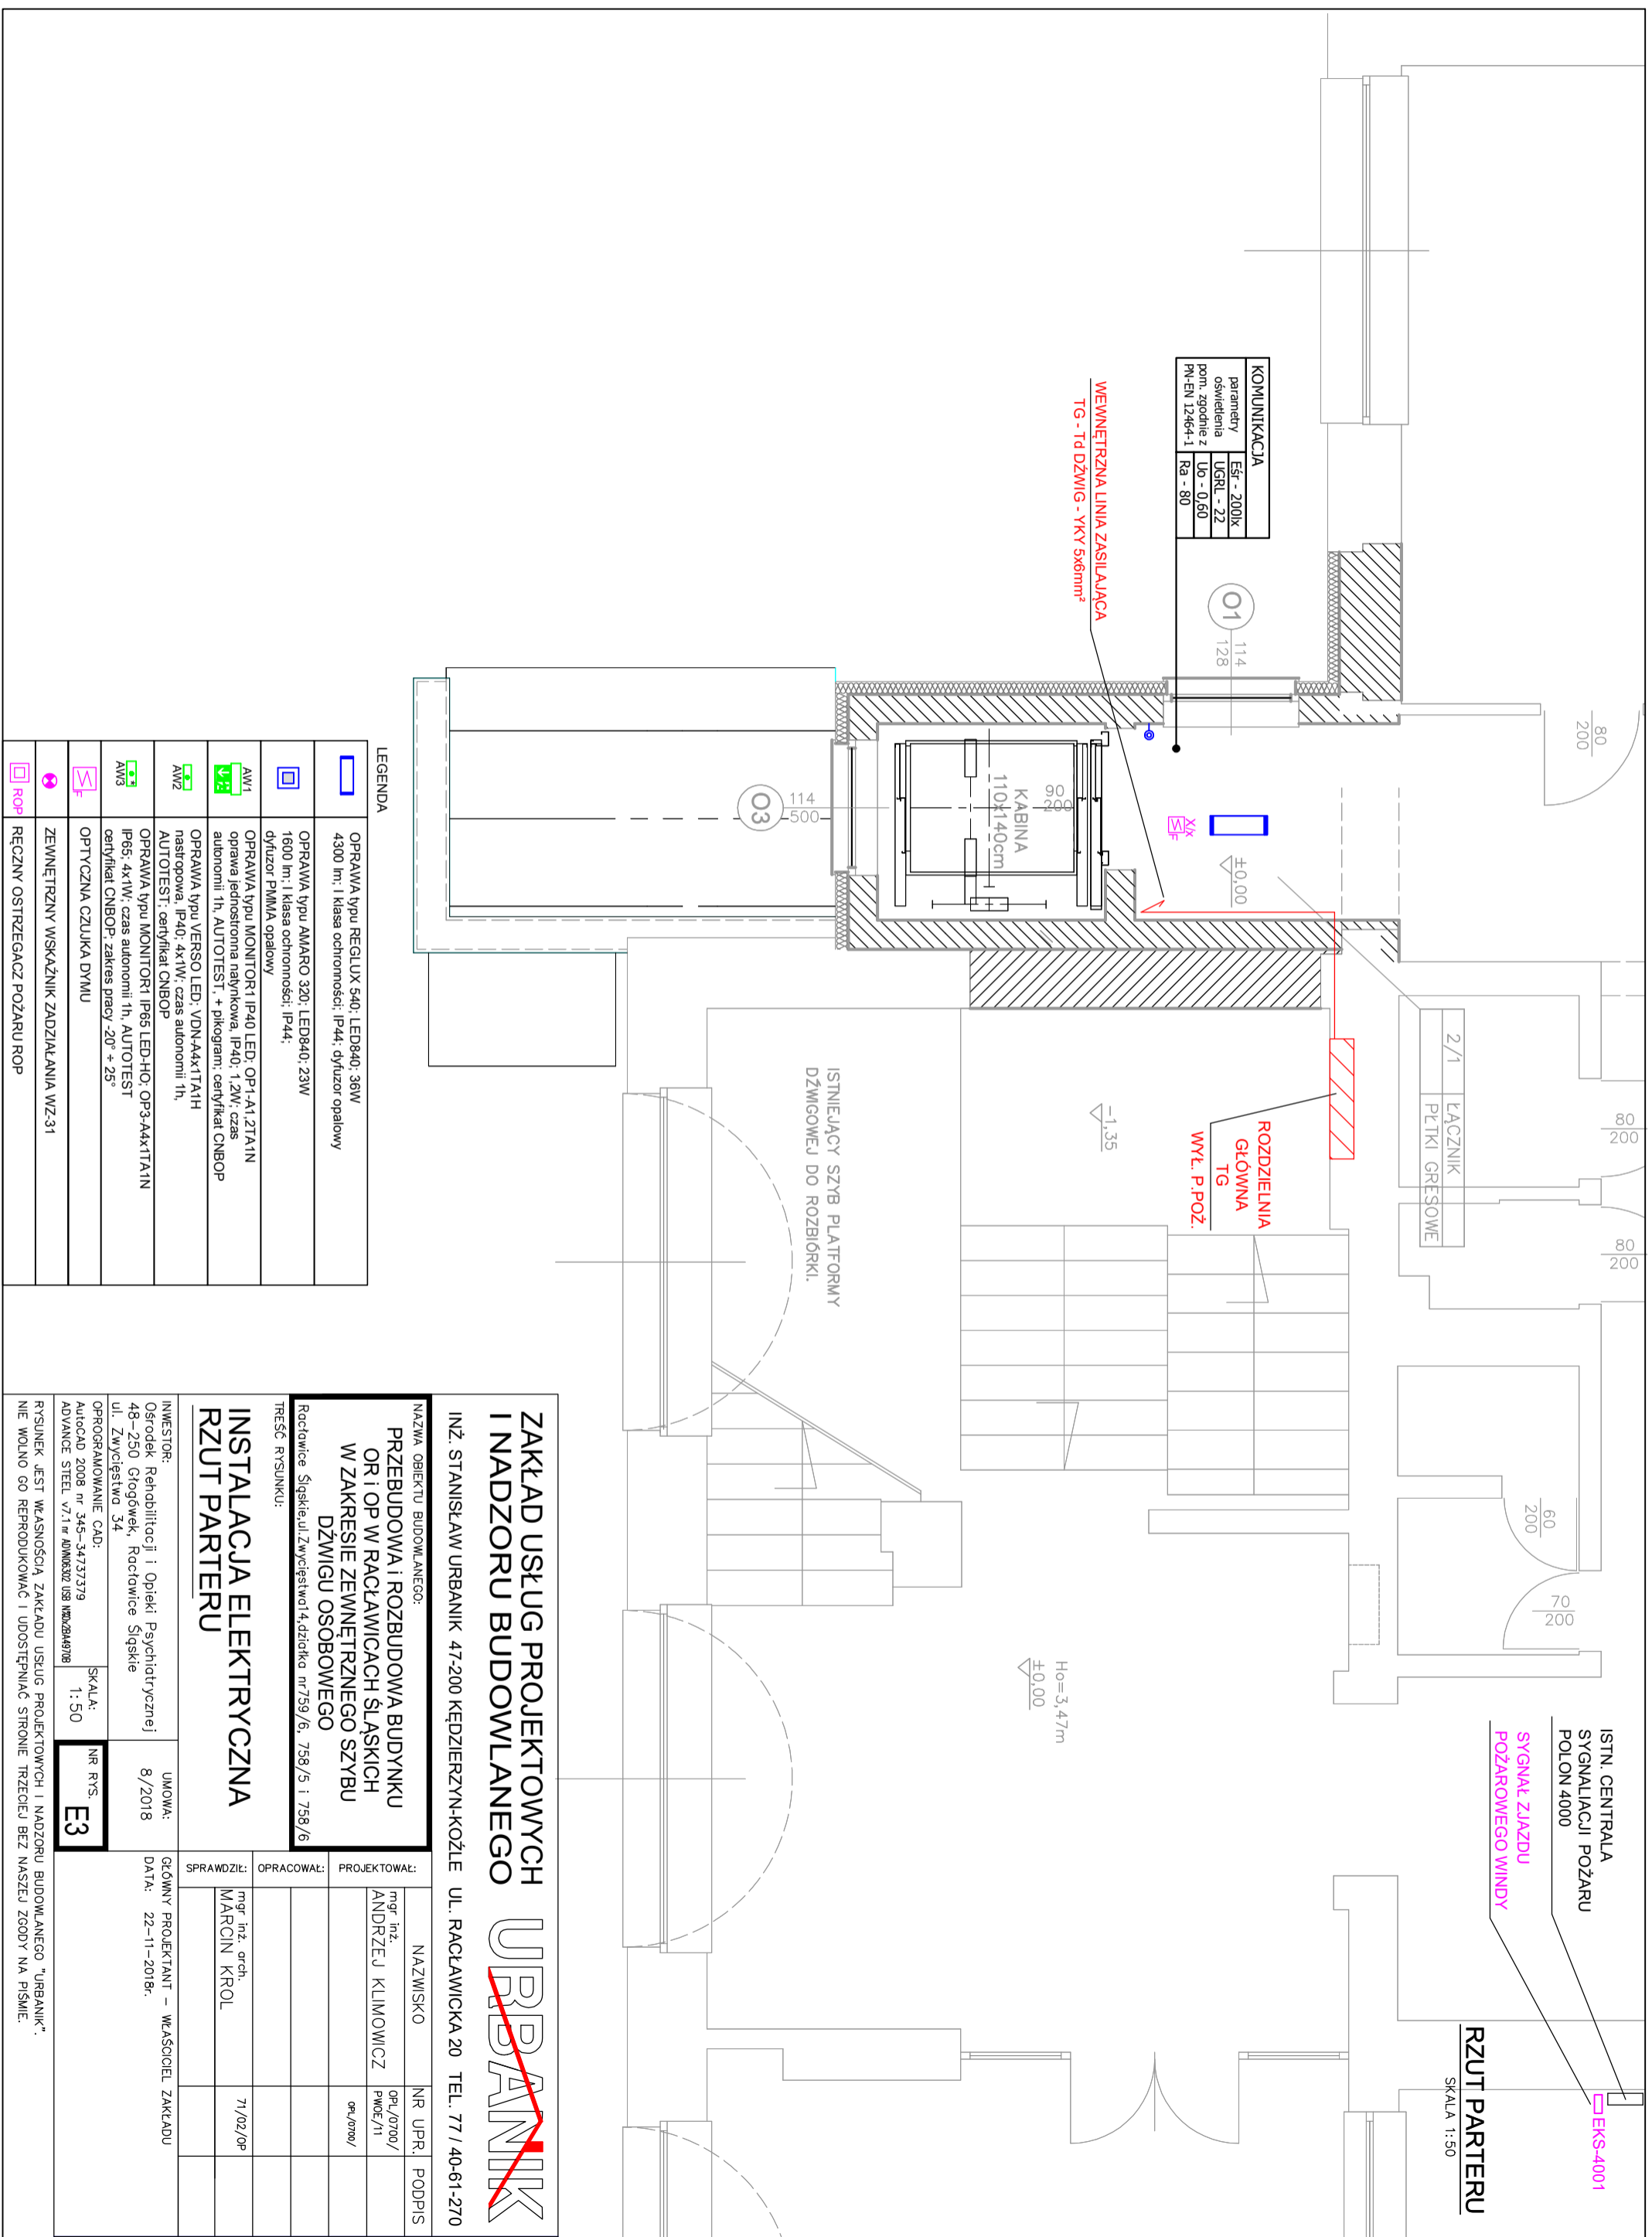 RZUT PARTERU
SKALA 1:50
ISTN. CENTRALA
SYGNALIACJI POŻARU
POLON 4000
SYGNAŁ ZJAZDU
POŻAROWEGO WINDY
EKS-4001
80
200
80
200
80
200
60
200
70
200
2/1 ŁĄCZNIK
PŁTKI GRESOWE
KOMUNIKACJA
parametry
oświetlenia
pom. zgodnie z
PN-EN 12464-1
Eśr - 200lx
UGRL - 22
Uo - 0,60
Ra - 80
O1
114
128
WEWNĘTRZNA LINIA ZASILAJĄCA
TG - Td DŹWIG - YKY 5x6mm²
±0,00
X/x
F
90
200
KABINA
110x140cm
O3
114
500
ROZDZIELNIA
GŁÓWNA
TG
WYŁ. P.POŻ.
-1,35
ISTNIEJĄCY SZYB PLATFORMY
DŹWIGOWEJ DO ROZBIÓRKI.
Ho=3,47m
±0,00
LEGENDA
OPRAWA typu REGLUX 540; LED840; 36W
4300 lm; I klasa ochronności; IP44; dyfuzor opalowy
OPRAWA typu AMARO 320; LED840; 23W
1600 lm; I klasa ochronności; IP44;
dyfuzor PMMA opalowy
AW1
OPRAWA typu MONITOR1 IP40 LED; OP1-A1,2TA1N
oprawa jednostronna natynkowa, IP40; 1,2W; czas
autonomii 1h, AUTOTEST, + pikogram; certyfikat CNBOP
AW2
OPRAWA typu VERSO LED; VDN-A4x1TA1H
nastropowa, IP40; 4x1W; czas autonomii 1h,
AUTOTEST; certyfikat CNBOP
AW3
OPRAWA typu MONITOR1 IP65 LED-HO; OP3-A4x1TA1N
IP65; 4x1W; czas autonomii 1h, AUTOTEST
certyfikat CNBOP; zakres pracy -20° ÷ 25°
F
OPTYCZNA CZUJKA DYMU
ZEWNĘTRZNY WSKAŹNIK ZADZIAŁANIA WZ-31
ROP
RĘCZNY OSTRZEGACZ POŻARU ROP
ZAKŁAD USŁUG PROJEKTOWYCH
I NADZORU BUDOWLANEGO
URBANIK
INŻ. STANISŁAW URBANIK 47-200 KĘDZIERZYN-KOŹLE UL. RACŁAWICKA 20 TEL. 77 / 40-61-270
NAZWA OBIEKTU BUDOWLANEGO:
PRZEBUDOWA i ROZBUDOWA BUDYNKU
OR i OP W RACŁAWICACH ŚLĄSKICH
W ZAKRESIE ZEWNĘTRZNEGO SZYBU
DŹWIGU OSOBOWEGO
Racławice Śląskie,ul.Zwycięstwa14,działka nr759/6, 758/5 i 758/6
TREŚĆ RYSUNKU:
INSTALACJA ELEKTRYCZNA
RZUT PARTERU
INWESTOR:
Ośrodek Rehabilitacji i Opieki Psychiatrycznej
48-250 Głogówek, Racławice Śląskie
ul. Zwycięstwa 34
UMOWA:
8/2018
OPROGRAMOWANIE CAD:
AutoCAD 2008 nr 345-34737379
SKALA:
1:50
NR RYS.
E3
NAZWISKO NR UPR. PODPIS
PROJEKTOWAŁ:
mgr inż.
ANDRZEJ KLIMOWICZ
OPL/0700/
PWOE/11
OPL/0700/
OPRACOWAŁ:
SPRAWDZIŁ:
mgr inż. arch.
MARCIN KROL
71/02/OP
GŁÓWNY PROJEKTANT - WŁAŚCICIEL ZAKŁADU
DATA: 22-11-2018r.
RYSUNEK JEST WŁASNOŚCIĄ ZAKŁADU USŁUG PROJEKTOWYCH I NADZORU BUDOWLANEGO "URBANIK".
NIE WOLNO GO REPRODUKOWAĆ I UDOSTĘPNIAĆ STRONIE TRZECIEJ BEZ NASZEJ ZGODY NA PIŚMIE.